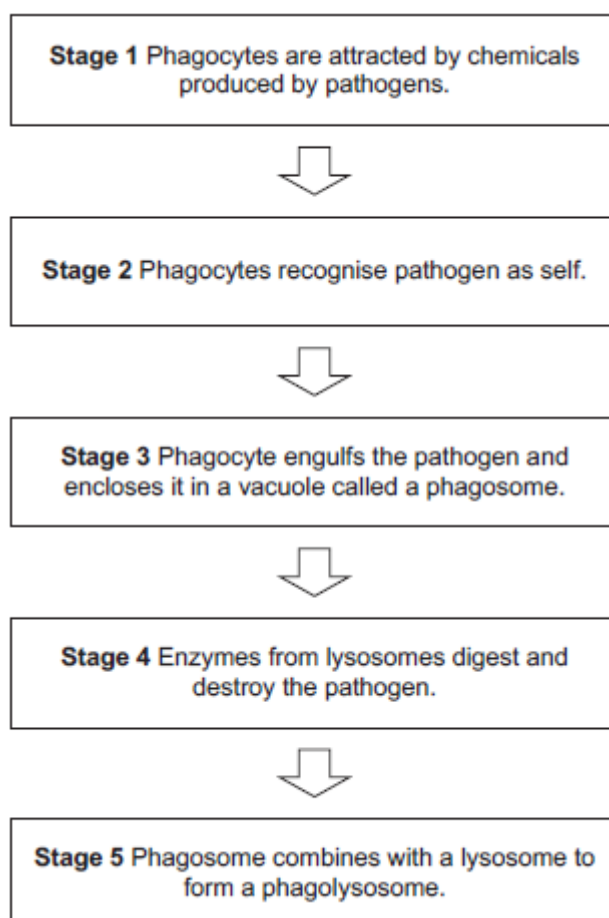 Stage 1 Phagocytes are attracted by chemicals
produced by pathogens.
Stage 2 Phagocytes recognise pathogen as self.
Stage 3 Phagocyte engulfs the pathogen and
encloses it in a vacuole called a phagosome.
Stage 4 Enzymes from lysosomes digest and
destroy the pathogen.
Stage 5 Phagosome combines with a lysosome to
form a phagolysosome.